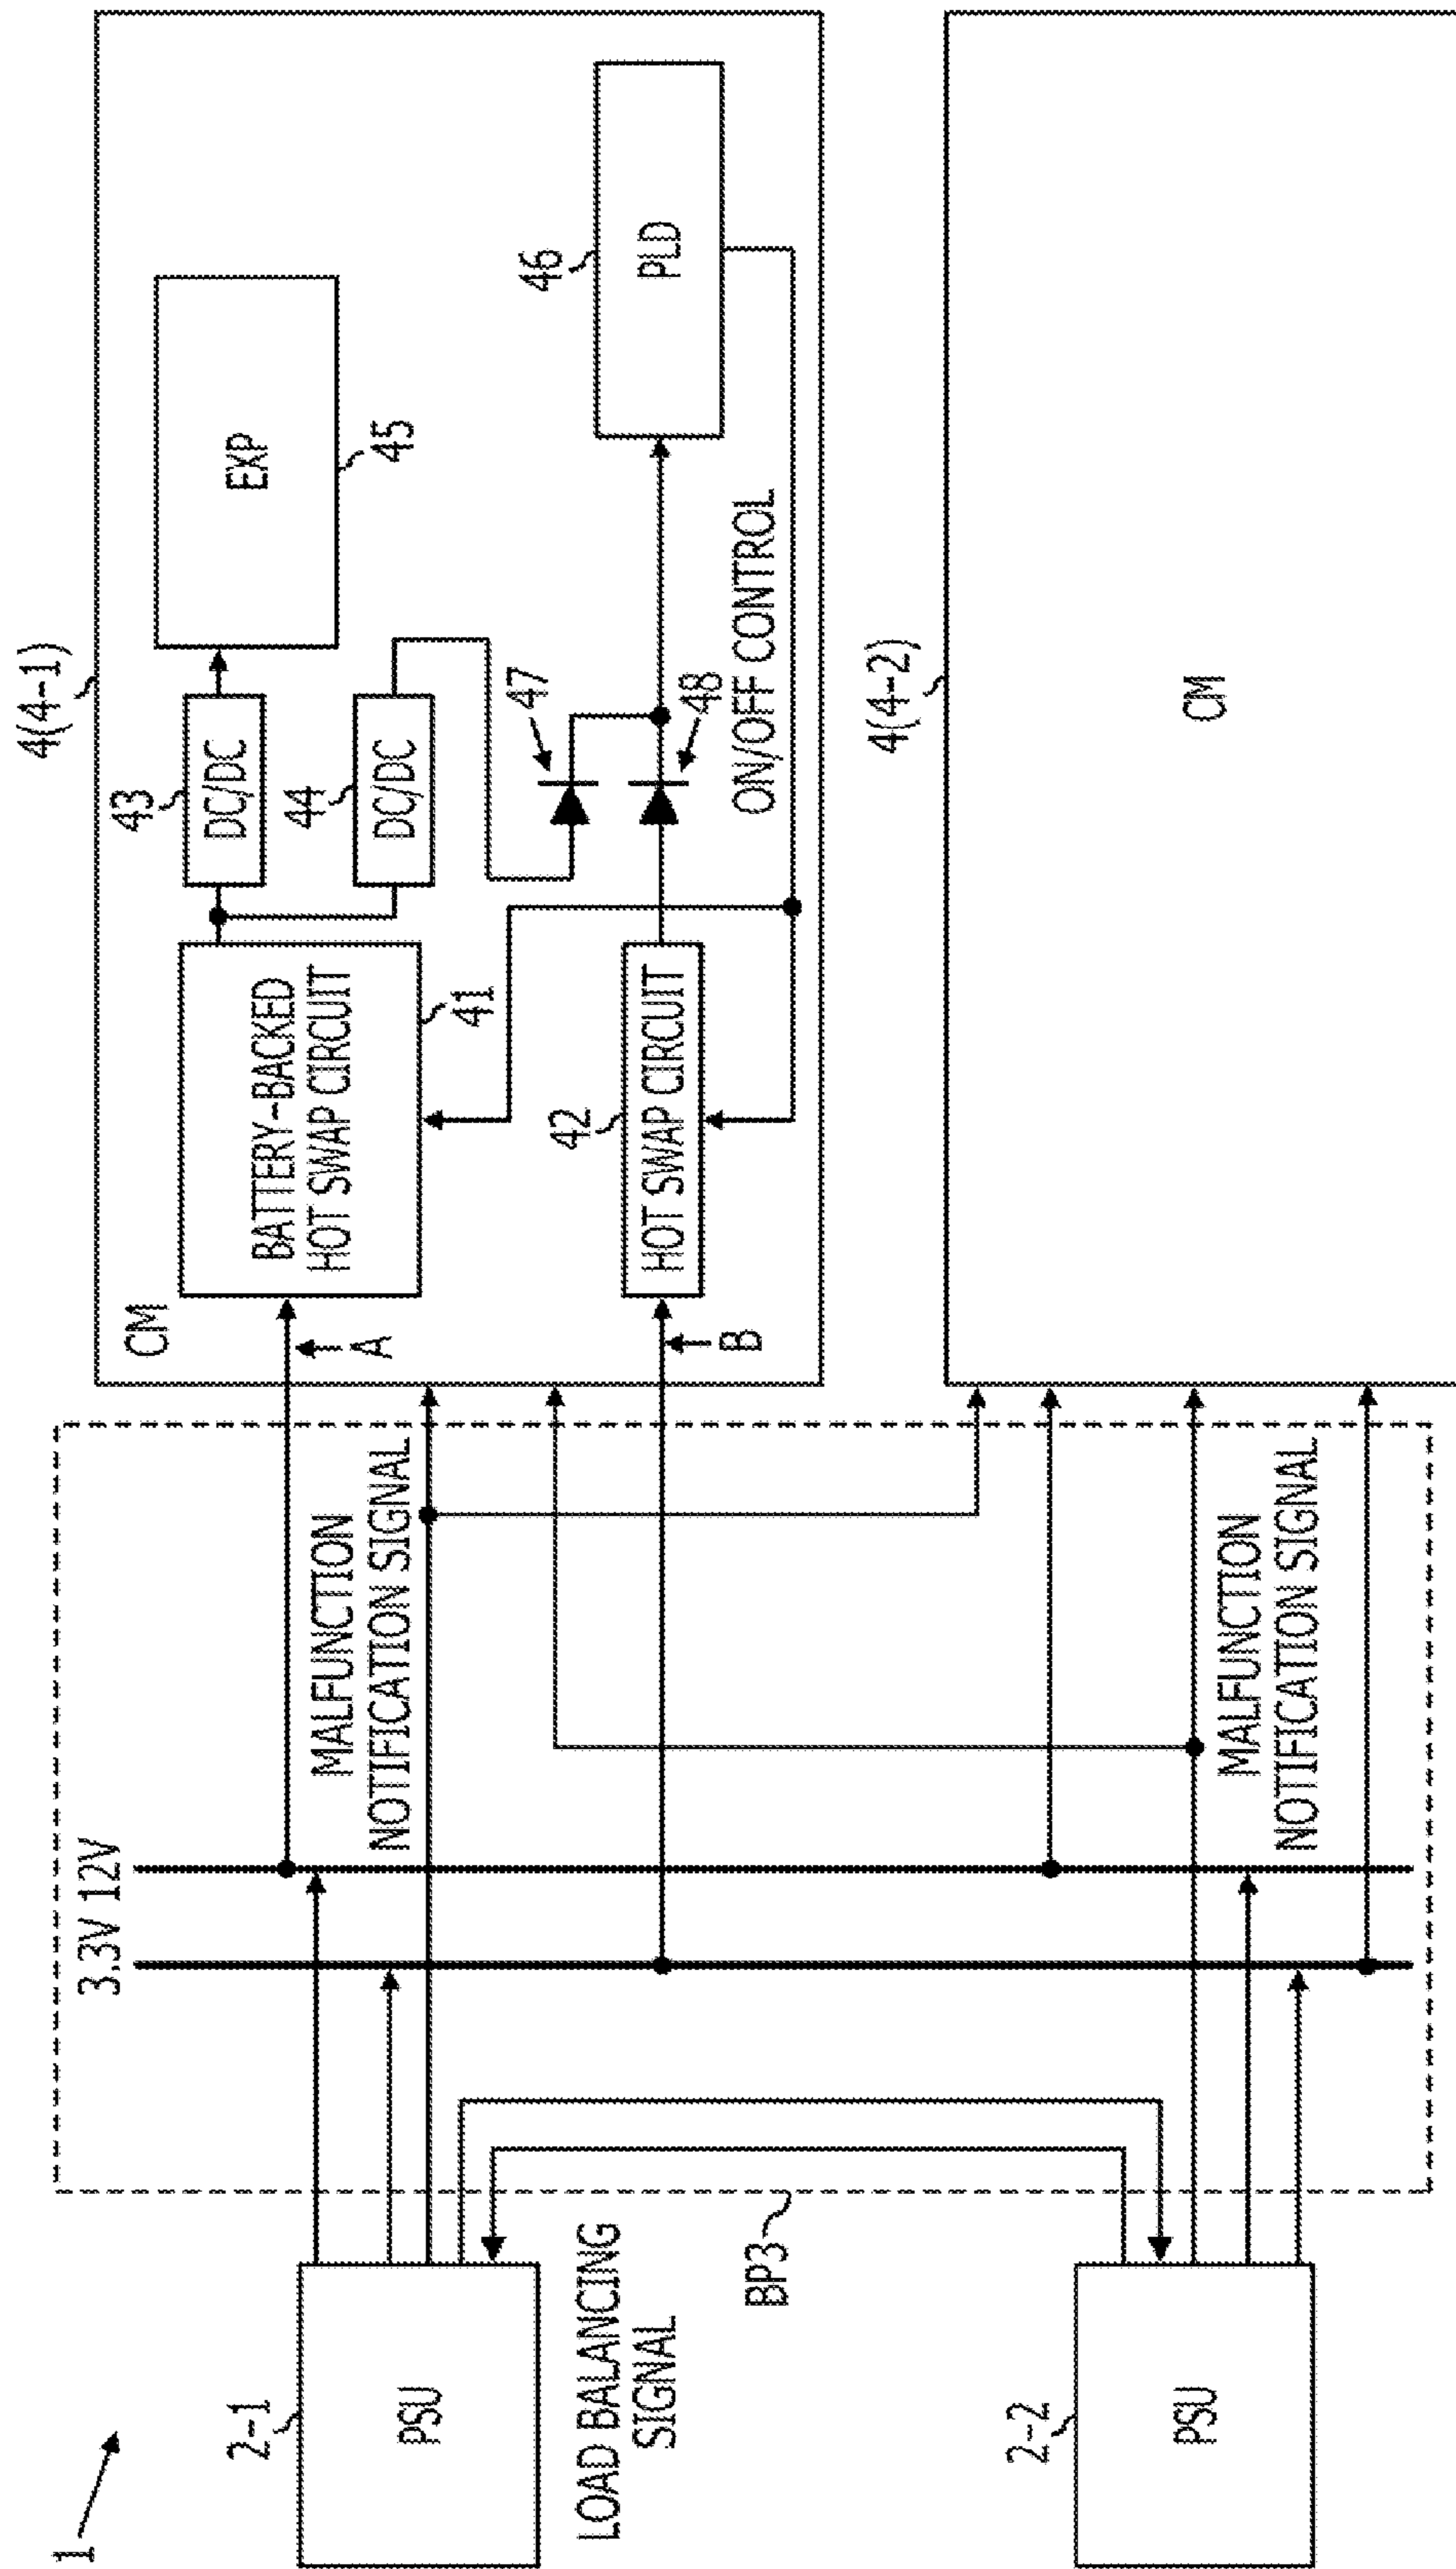 1
2-1
PSU
LOAD BALANCING
SIGNAL
2-2
PSU
BP3
3.3V 12V
MALFUNCTION
NOTIFICATION SIGNAL
MALFUNCTION
NOTIFICATION SIGNAL
4(4-1)
CM
A
B
BATTERY-BACKED
HOT SWAP CIRCUIT
41
42
HOT SWAP CIRCUIT
43
DC/DC
44
DC/DC
47
48
ON/OFF CONTROL
EXP
45
46
PLD
4(4-2)
CM